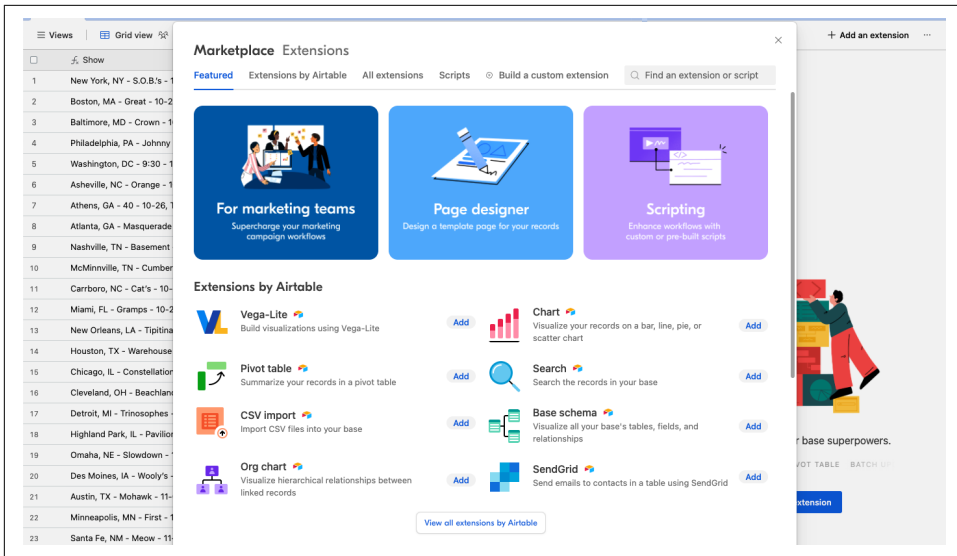 Views
Grid view
+ Add an extension
...
Show
1 New York, NY - S.O.B.'s - 1
2 Boston, MA - Great - 10-2
3 Baltimore, MD - Crown - 1
4 Philadelphia, PA - Johnny
5 Washington, DC - 9:30 - 1
6 Asheville, NC - Orange - 1
7 Athens, GA - 40 - 10-26, T
8 Atlanta, GA - Masquerade
9 Nashville, TN - Basement
10 McMinnville, TN - Cumber
11 Carrboro, NC - Cat's - 10-
12 Miami, FL - Gramps - 10-2
13 New Orleans, LA - Tipitina
14 Houston, TX - Warehouse
15 Chicago, IL - Constellation
16 Cleveland, OH - Beachlan
17 Detroit, MI - Trinosophes -
18 Highland Park, IL - Pavilion
19 Omaha, NE - Slowdown - 
20 Des Moines, IA - Wooly's -
21 Austin, TX - Mohawk - 11-
22 Minneapolis, MN - First - 1
23 Santa Fe, NM - Meow - 11-
Marketplace Extensions
Featured Extensions by Airtable All extensions Scripts Build a custom extension Find an extension or script
For marketing teams
Supercharge your marketing
campaign workflows
Page designer
Design a template page for your records
Scripting
Enhance workflows with
custom or pre-built scripts
Extensions by Airtable
Vega-Lite
Build visualizations using Vega-Lite
Add
Chart
Visualize your records on a bar, line, pie, or
scatter chart
Add
Pivot table
Summarize your records in a pivot table
Add
Search
Search the records in your base
Add
CSV import
Import CSV files into your base
Add
Base schema
Visualize all your base's tables, fields, and
relationships
Add
Org chart
Visualize hierarchical relationships between
linked records
Add
SendGrid
Send emails to contacts in a table using SendGrid
Add
View all extensions by Airtable
r base superpowers.
VOT TABLE BATCH UP
xtension